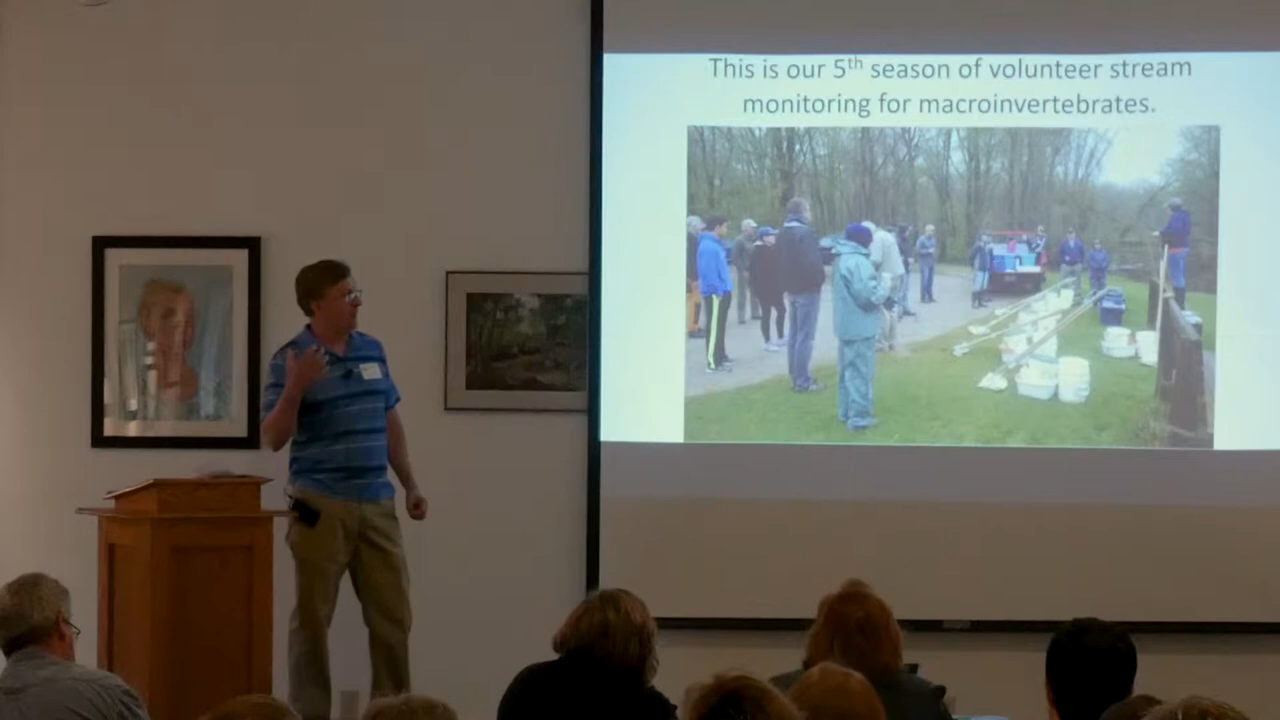 This is our 5th season of volunteer stream
monitoring for macroinvertebrates.